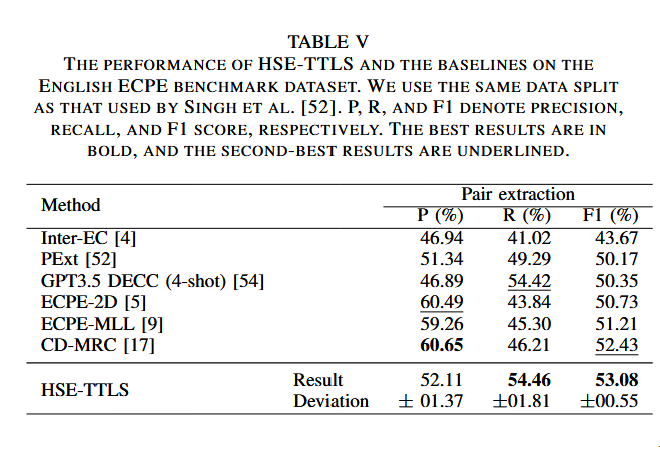 TABLE V
THE PERFORMANCE OF HSE-TTLS AND THE BASELINES ON THE
ENGLISH ECPE BENCHMARK DATASET. WE USE THE SAME DATA SPLIT
AS THAT USED BY SINGH ET AL. [52]. P, R, AND F1 DENOTE PRECISION,
RECALL, AND F1 SCORE, RESPECTIVELY. THE BEST RESULTS ARE IN
BOLD, AND THE SECOND-BEST RESULTS ARE UNDERLINED.
Method Pair extraction
P (%) R (%) F1 (%)
Inter-EC [4] 46.94 41.02 43.67
PExt [52] 51.34 49.29 50.17
GPT3.5 DECC (4-shot) [54] 46.89 54.42 50.35
ECPE-2D [5] 60.49 43.84 50.73
ECPE-MLL [9] 59.26 45.30 51.21
CD-MRC [17] 60.65 46.21 52.43
HSE-TTLS Result 52.11 54.46 53.08
Deviation ± 01.37 ±01.81 ±00.55